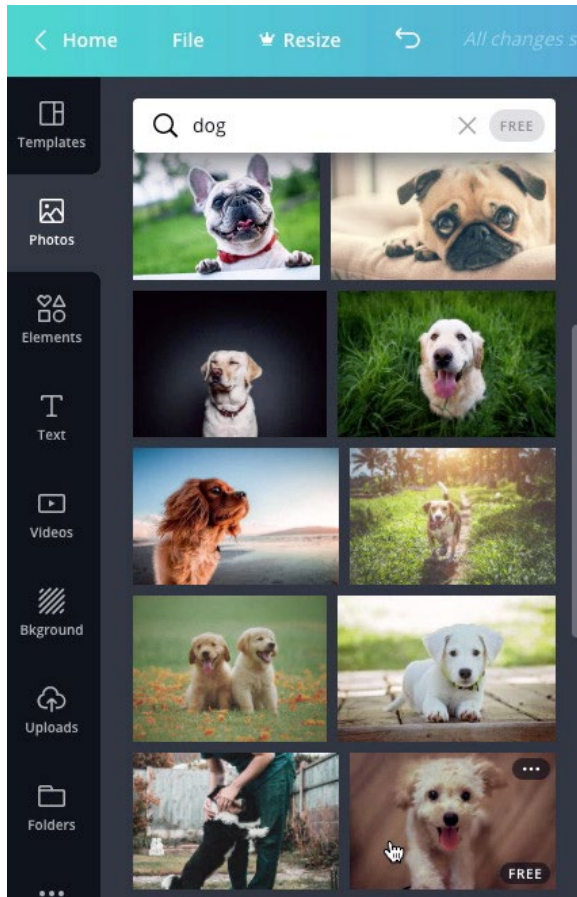 Home File Resize All changes s
dog FREE
Templates
Photos
Elements
Text
Videos
Bkground
Uploads
Folders
FREE